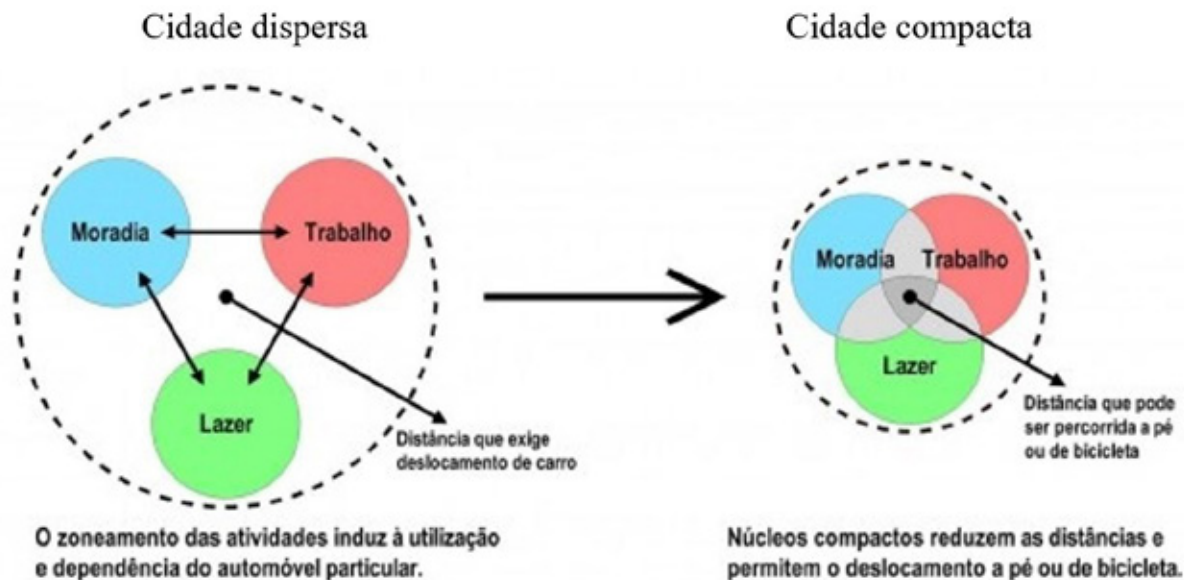 Cidade dispersa
Cidade compacta
Moradia
Trabalho
Lazer
Distância que exige
deslocamento de carro
O zoneamento das atividades induz à utilização
e dependência do automóvel particular.
Moradia
Trabalho
Lazer
Distância que pode
ser percorrida a pé
ou de bicicleta
Núcleos compactos reduzem as distâncias e
permitem o deslocamento a pé ou de bicicleta.